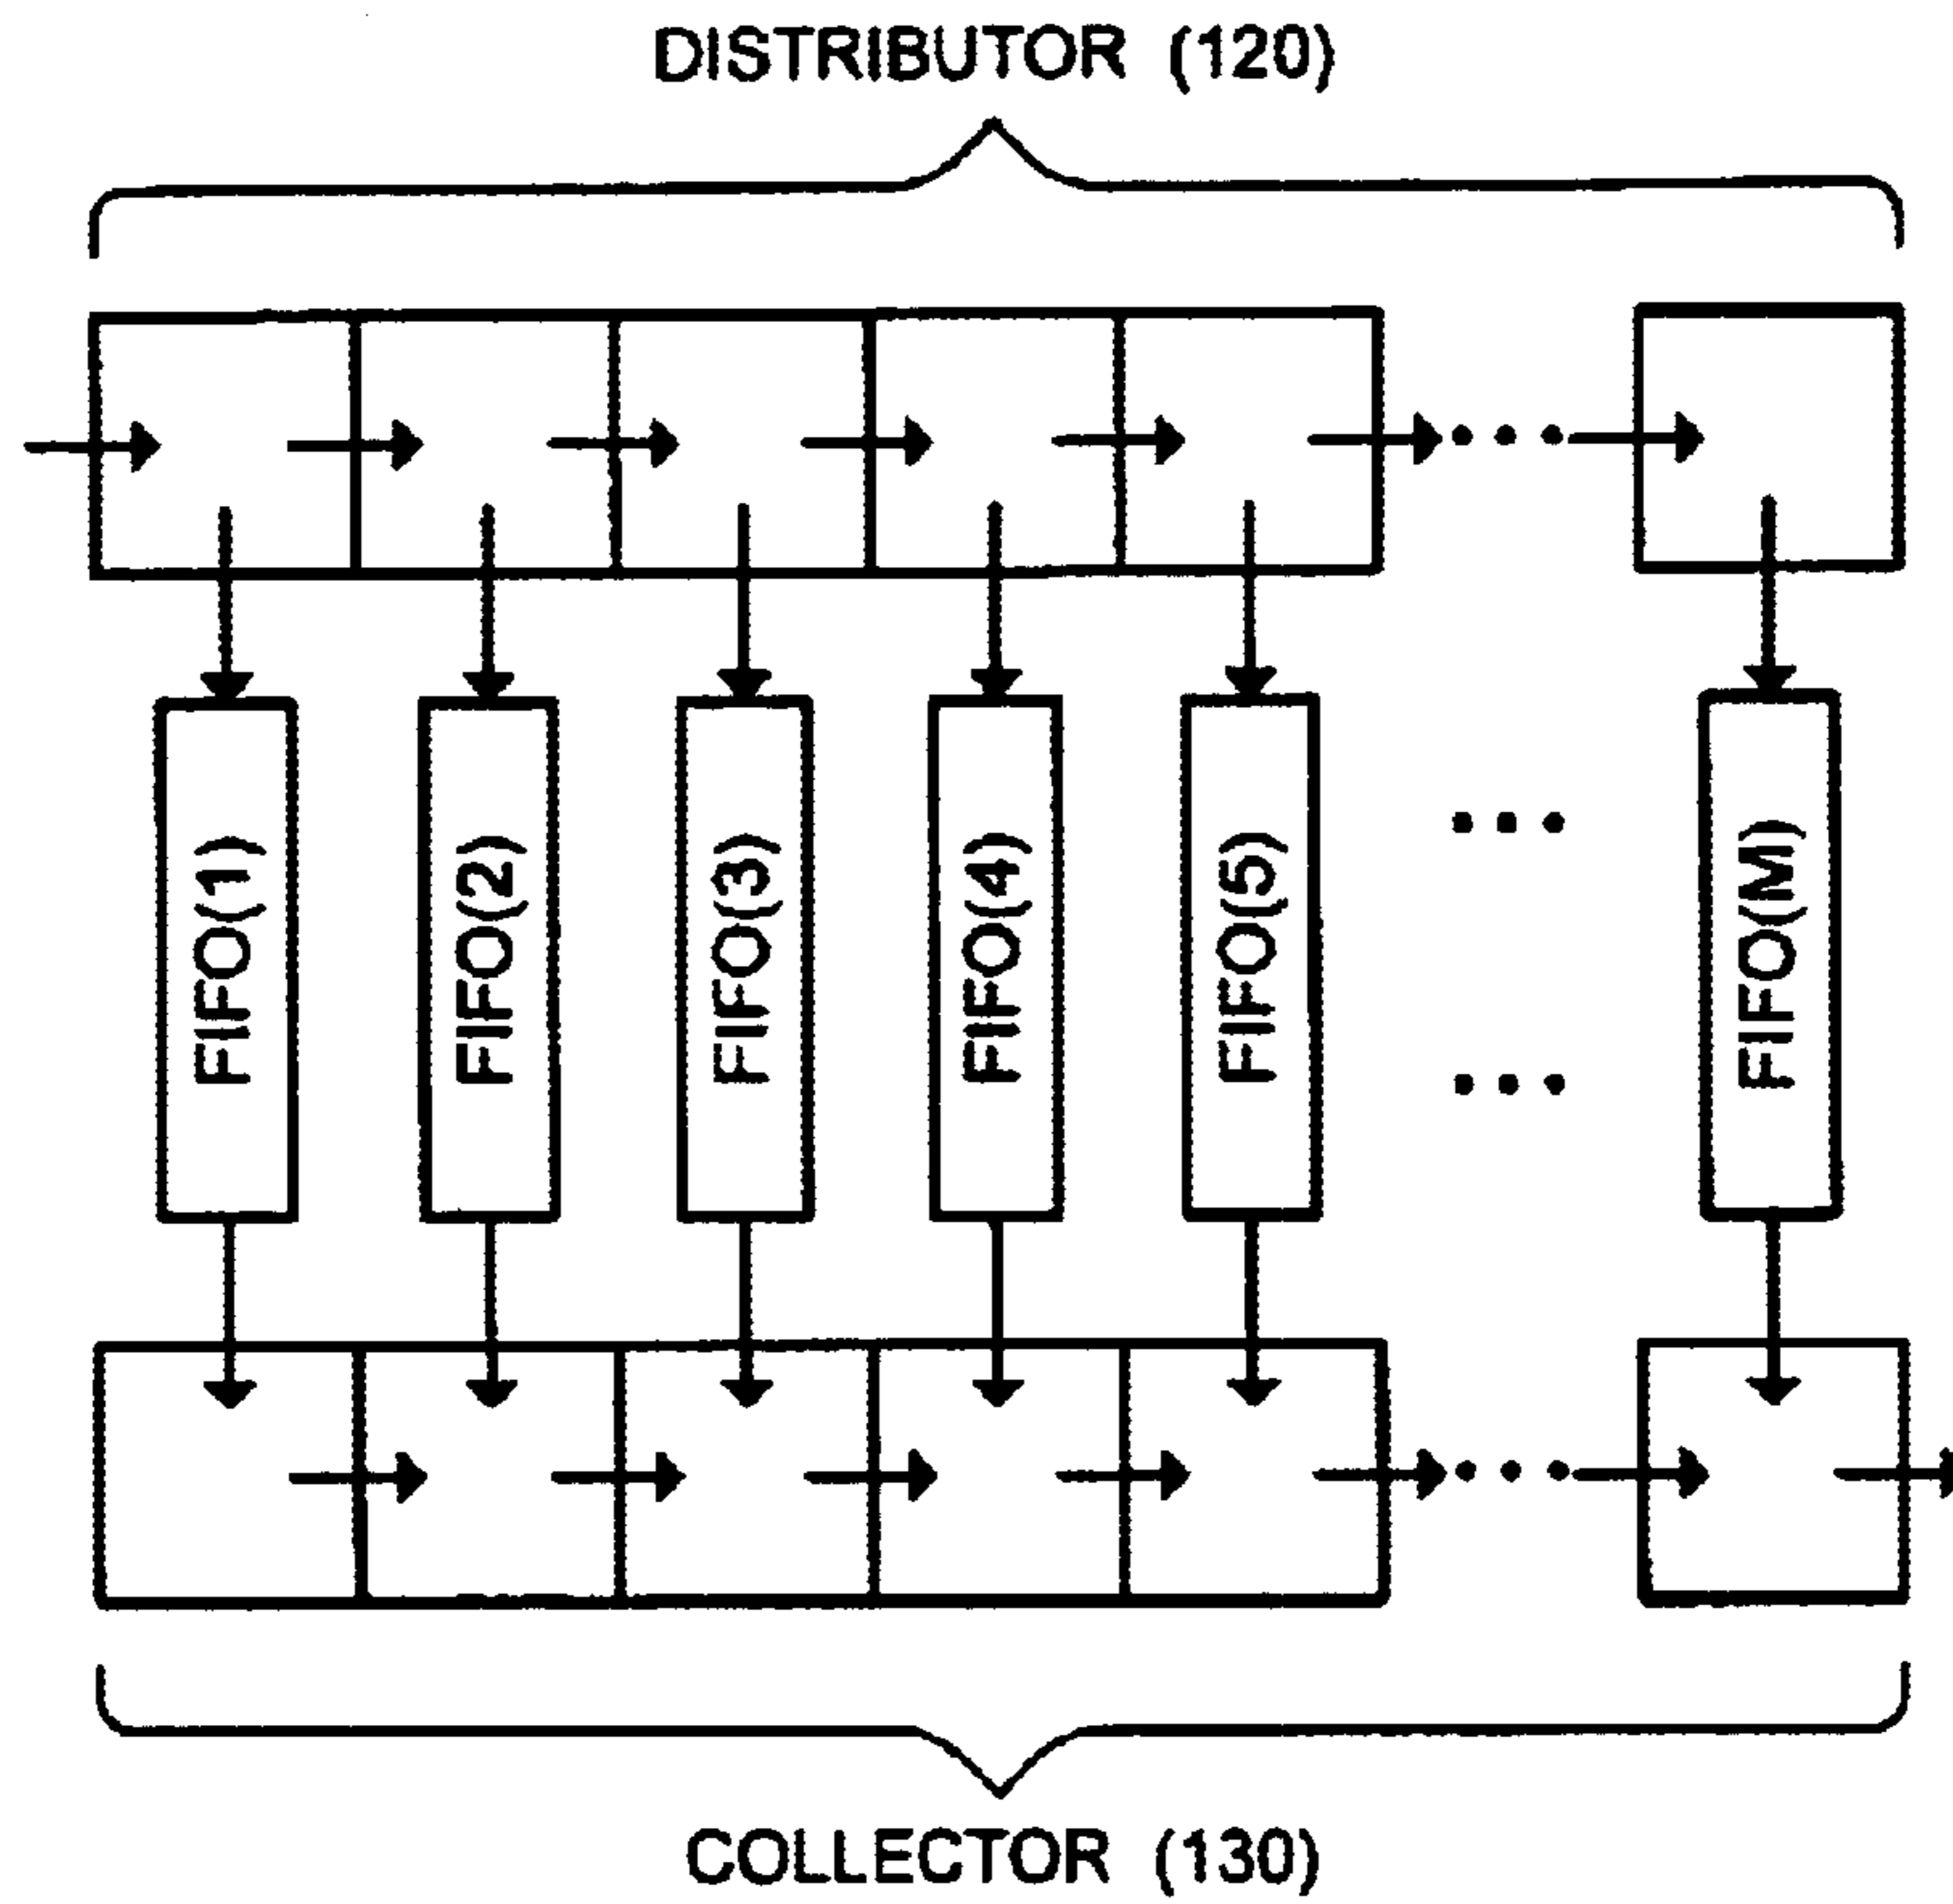 DISTRIBUTOR (120)
FIFO(1)
FIFO(2)
FIFO(3)
FIFO(4)
FIFO(5)
FIFO(M)
COLLECTOR (130)